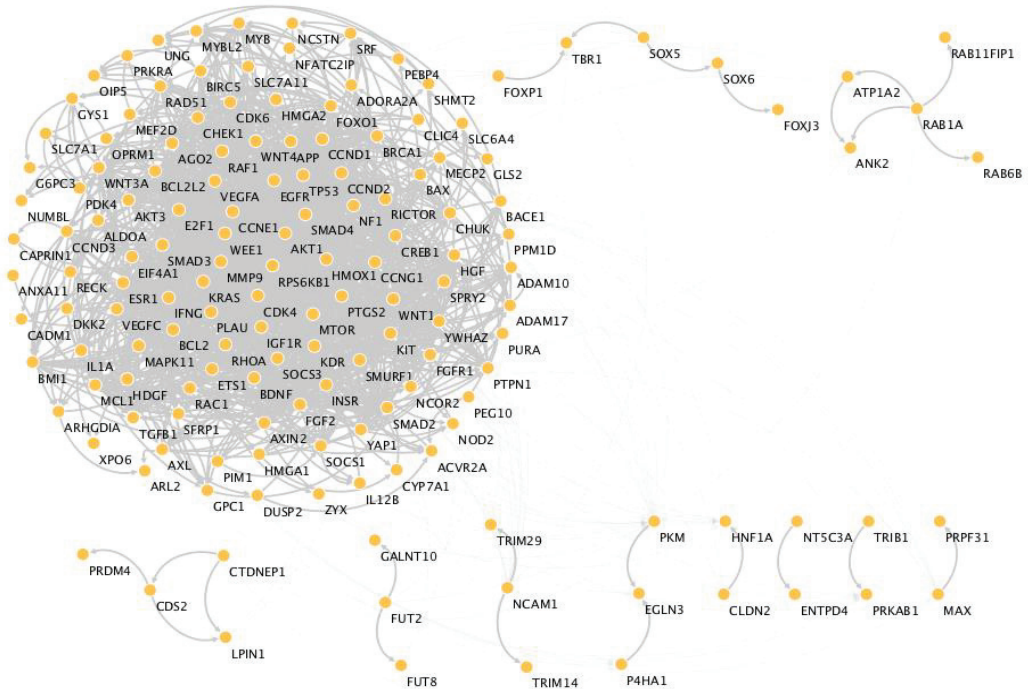 MYB
NCSTN
MYBL2
UNG
SRF
NFATC2IP
PRKRA
BIRC5
SLC7A11
PEBP4
OIP5
RAD51
ADORA2A
SHMT2
CDK6
HMGA2
GYS1
MEF2D
FOXO1
CLIC4
CHEK1
SLC6A4
SLC7A1
OPRM1
AGO2
WNT4
APP
CCND1
BRCA1
RAF1
MECP2
GLS2
G6PC3
WNT3A
BCL2L2
TP53
CCND2
BAX
VEGFA
EGFR
NUMBL
PDK4
AKT3
NF1
RICTOR
BACE1
E2F1
CCNE1
SMAD4
CHUK
ALDOA
CCND3
CAPRIN1
WEE1
AKT1
CREB1
PPM1D
SMAD3
EIF4A1
MMP9
HMOX1
CCNG1
HGF
RPS6KB1
ADAM10
ANXA11
RECK
ESR1
KRAS
SPRY2
IFNG
CDK4
PTGS2
WNT1
ADAM17
CADM1
DKK2
VEGFC
PLAU
MTOR
YWHAZ
BCL2
IGF1R
PURA
IL1A
MAPK11
RHOA
KDR
KIT
FGFR1
BMI1
SOCS3
SMURF1
PTPN1
MCL1
HDGF
ETS1
BDNF
INSR
NCOR2
RAC1
PEG10
ARHGDIA
TGFB1
SFRP1
FGF2
SMAD2
AXIN2
YAP1
NOD2
XPO6
AXL
SOCS1
PIM1
HMGA1
ACVR2A
ARL2
CYP7A1
IL12B
GPC1
DUSP2
ZYX
TBR1
SOX5
FOXP1
SOX6
FOXJ3
RAB11FIP1
ATP1A2
RAB1A
ANK2
RAB6B
PRDM4
CTDNEP1
CDS2
LPIN1
GALNT10
FUT2
FUT8
TRIM29
NCAM1
TRIM14
PKM
EGLN3
P4HA1
HNF1A
CLDN2
NT5C3A
ENTPD4
TRIB1
PRKAB1
PRPF31
MAX